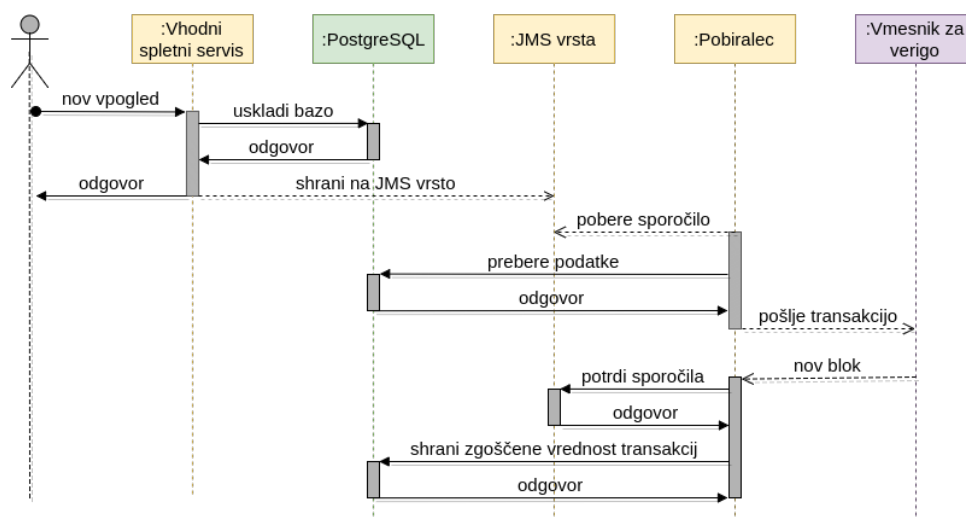 :Vhodni
spletni servis
:PostgreSQL
:JMS vrsta
:Pobiralec
:Vmesnik za
verigo
nov vpogled
uskladi bazo
odgovor
odgovor
shrani na JMS vrsto
pobere sporočilo
prebere podatke
odgovor
pošlje transakcijo
nov blok
potrdi sporočila
odgovor
shrani zgoščene vrednost transakcij
odgovor